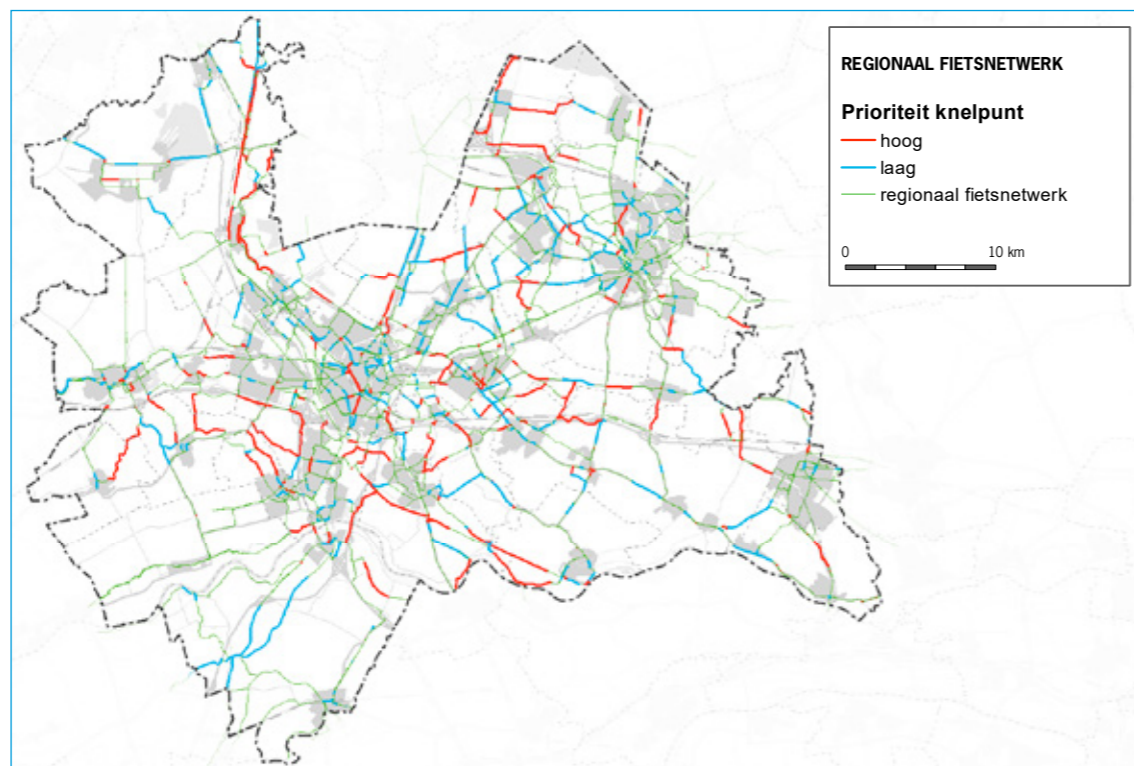 REGIONAAL FIETSNETWERK
Prioriteit knelpunt
hoog
laag
regionaal fietsnetwerk
0 10 km